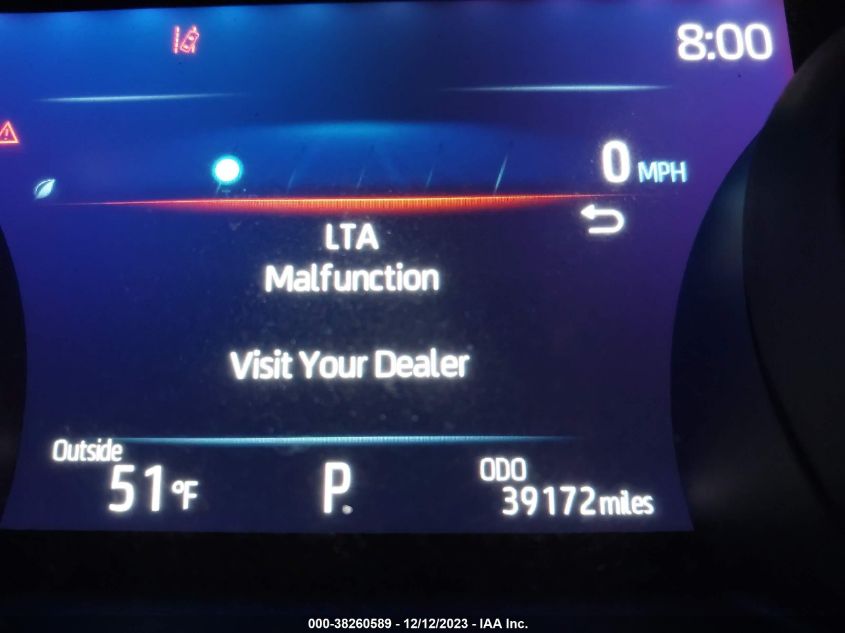 8:00
0 MPH
LTA
Malfunction
Visit Your Dealer
Outside
51°F
P
ODO
39172 miles
000-38260589 - 12/12/2023 - IAA Inc.